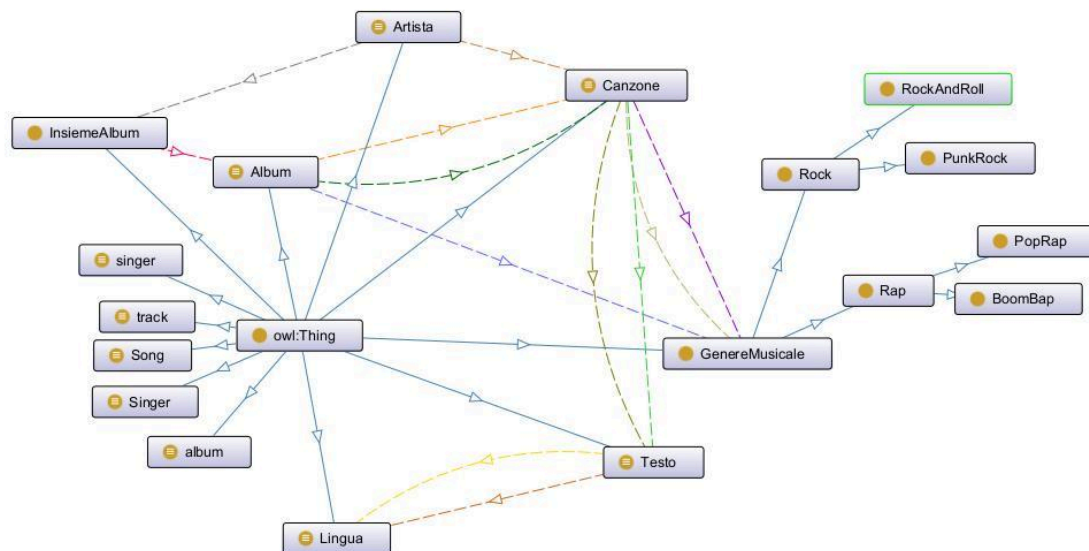 Artista
Canzone
RockAndRoll
InsiemeAlbum
PunkRock
Album
Rock
PopRap
singer
Rap
BoomBap
track
owl:Thing
Song
GenereMusicale
Singer
album
Testo
Lingua